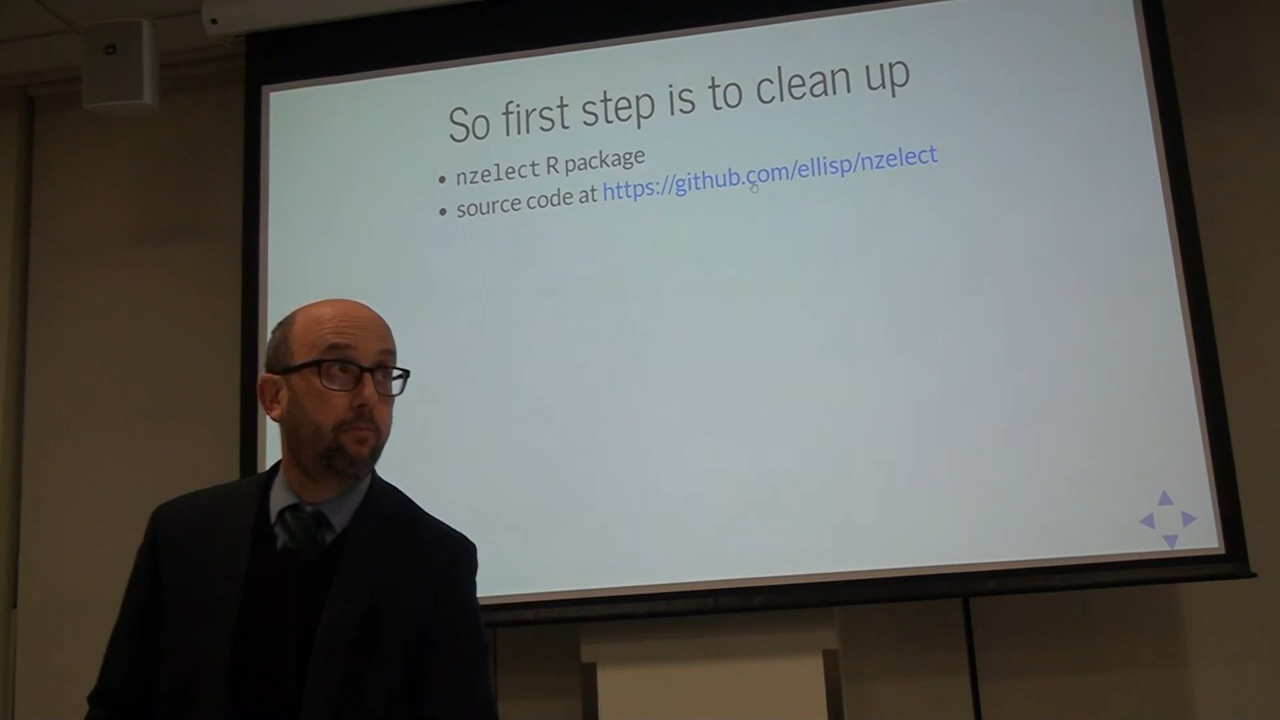 So first step is to clean up
• nzelect R package
• source code at https://github.com/ellisp/nzelect